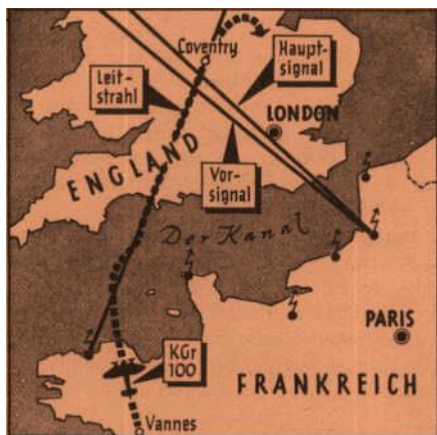 Coventry
Haupt-
signal
Leit-
strahl
LONDON
ENGLAND
Vor-
signal
Der Kanal
PARIS
KGr
100
FRANKREICH
Vannes